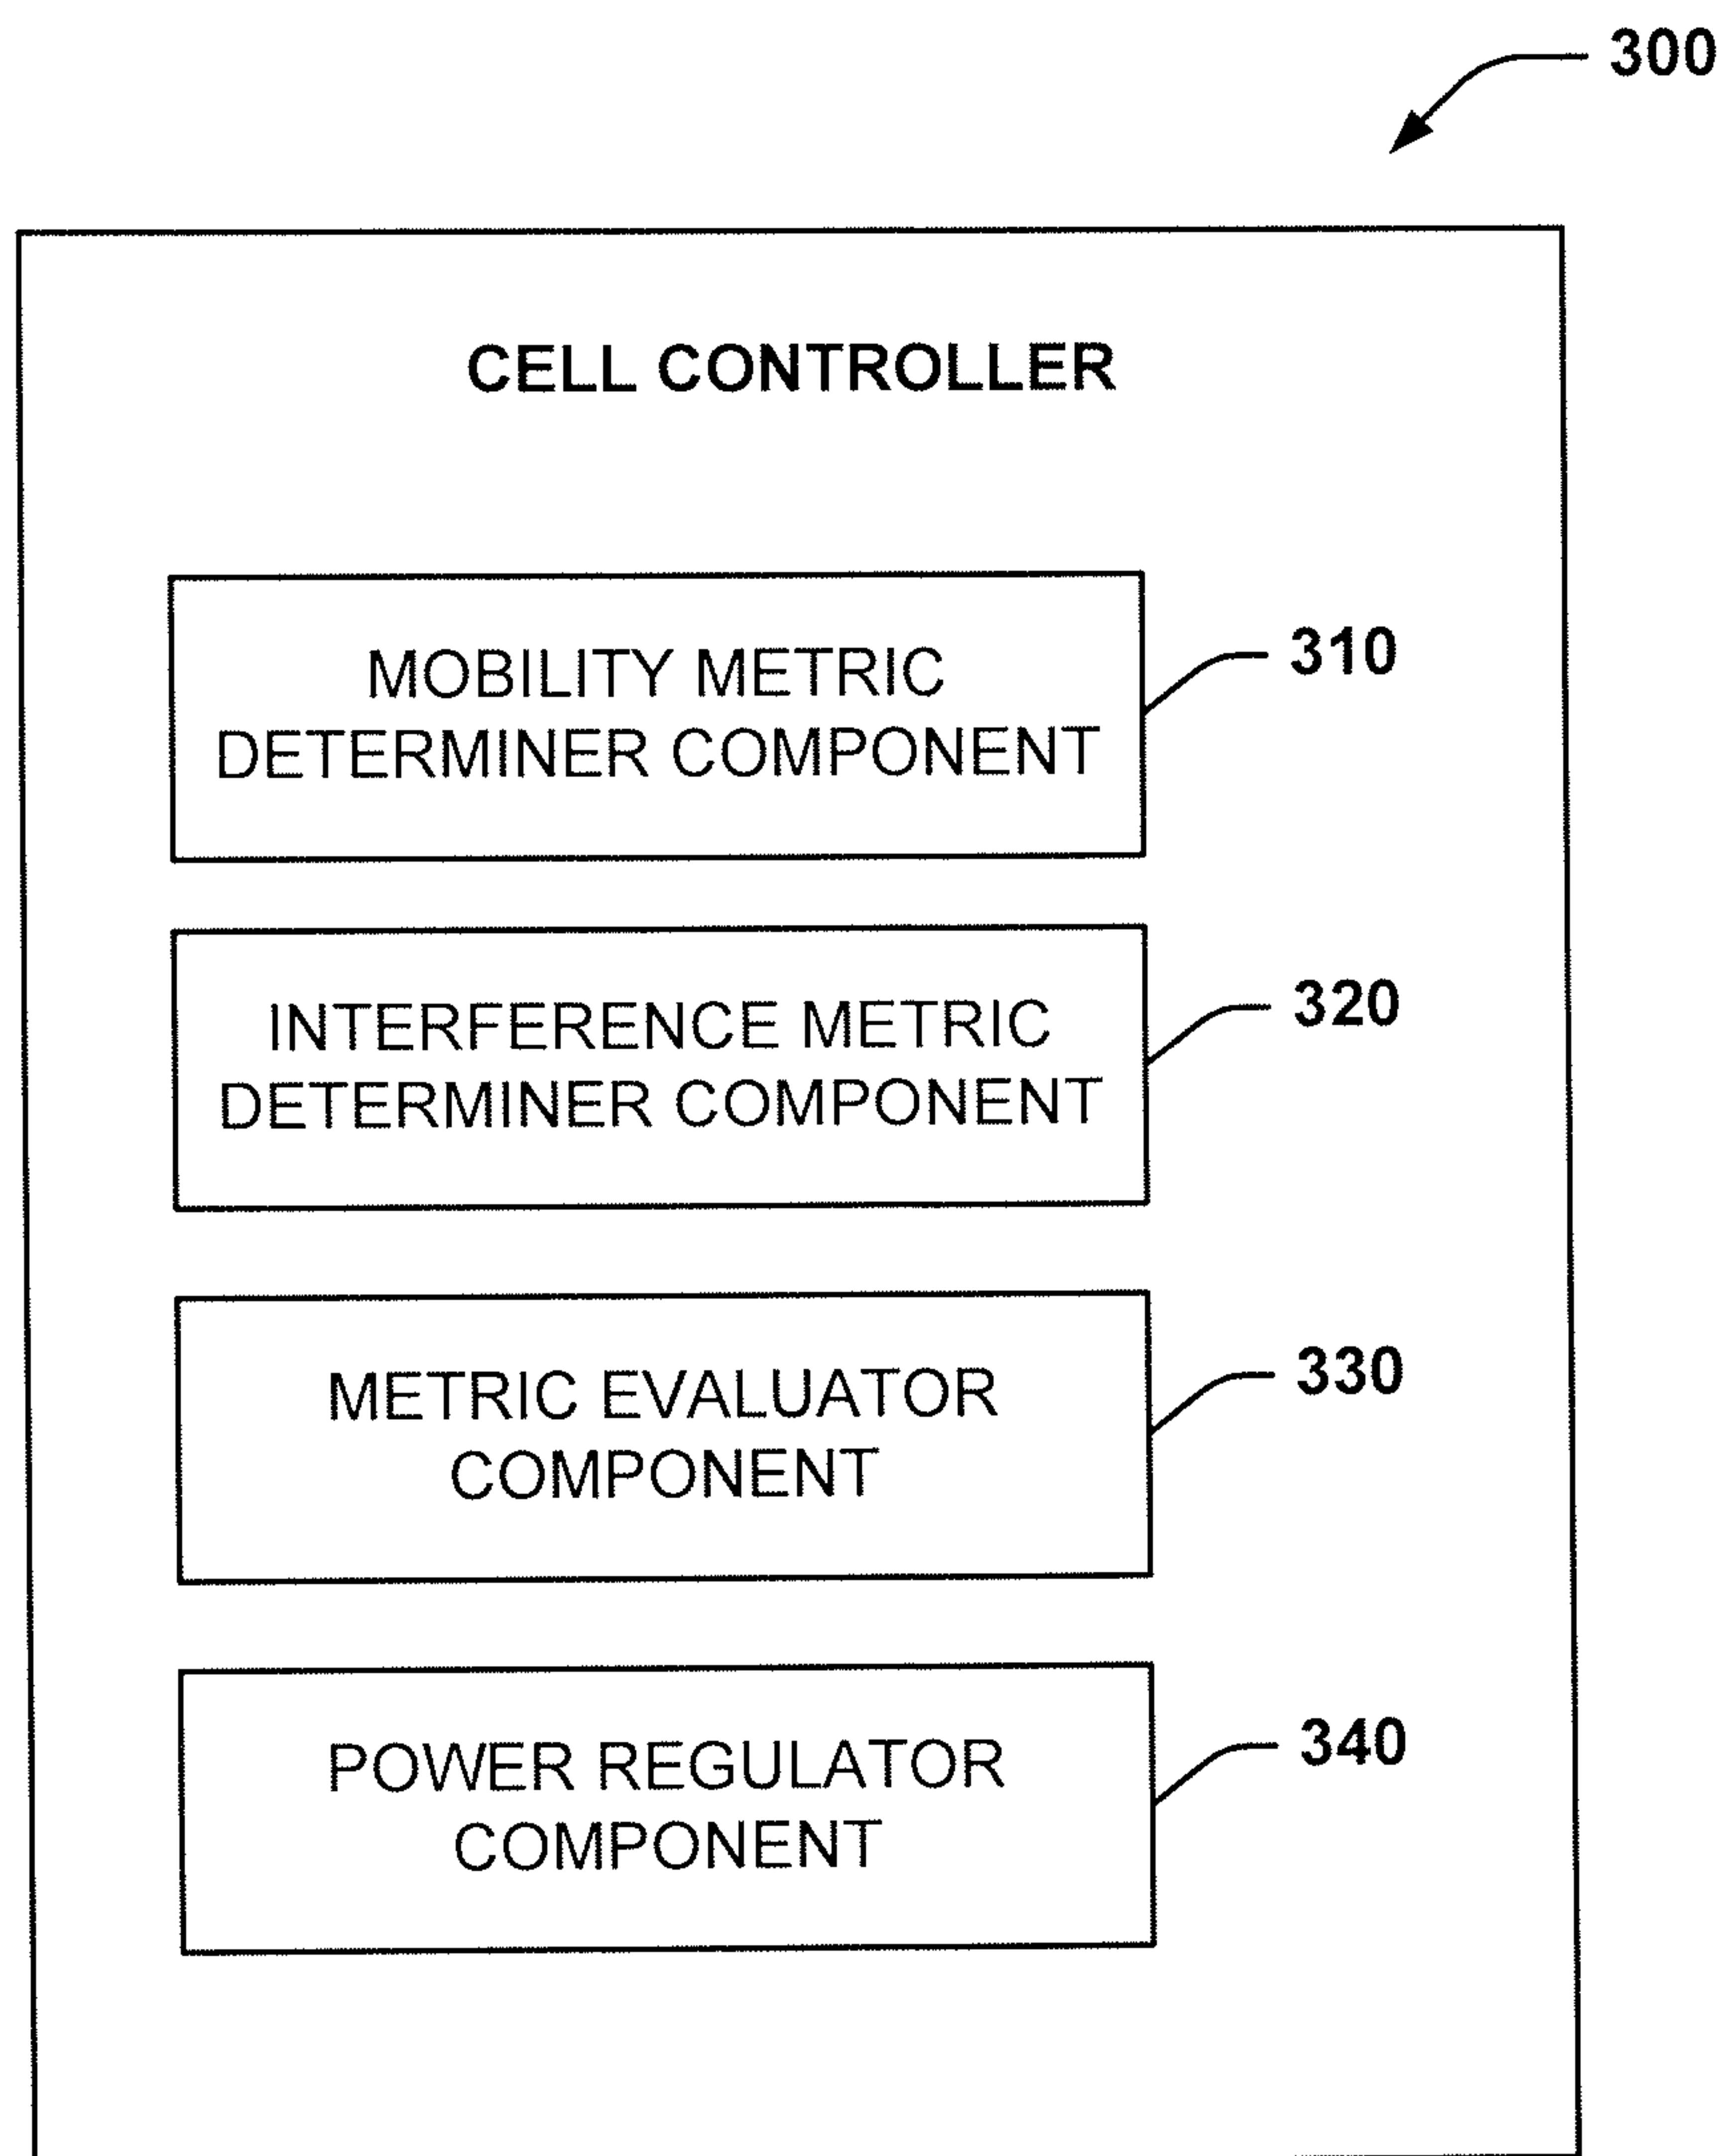 300
CELL CONTROLLER
MOBILITY METRIC
DETERMINER COMPONENT
310
INTERFERENCE METRIC
DETERMINER COMPONENT
320
METRIC EVALUATOR
COMPONENT
330
POWER REGULATOR
COMPONENT
340